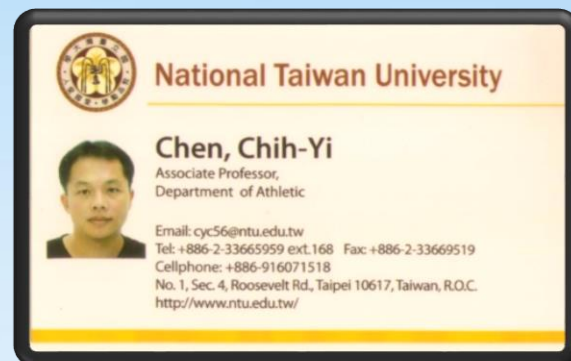 National Taiwan University
Chen, Chih-Yi
Associate Professor,
Department of Athletic
Email: cyc56@ntu.edu.tw
Tel: +886-2-33665959 ext.168 Fax: +886-2-33669519
Cellphone: +886-916071518
No. 1, Sec. 4, Roosevelt Rd., Taipei 10617, Taiwan, R.O.C.
http://www.ntu.edu.tw/